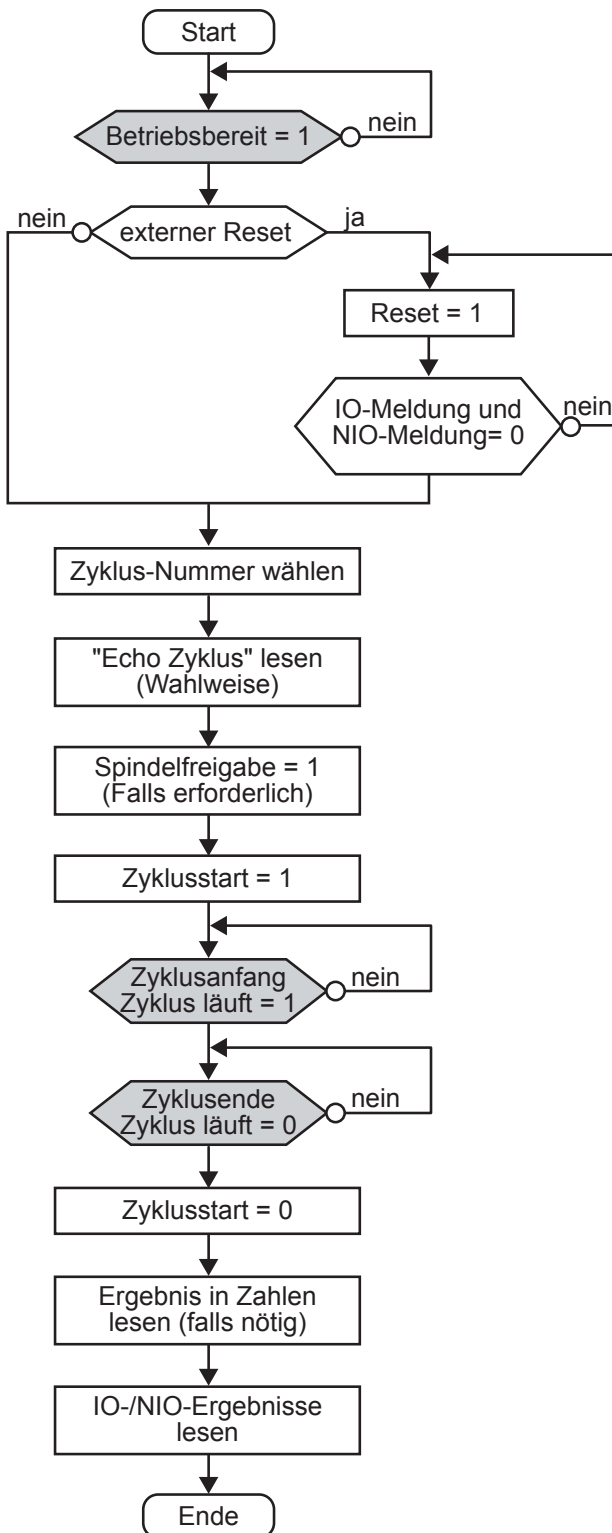 Start
Betriebsbereit = 1
nein
nein
externer Reset
ja
Reset = 1
IO-Meldung und
NIO-Meldung= 0
nein
Zyklus-Nummer wählen
"Echo Zyklus" lesen
(Wahlweise)
Spindelfreigabe = 1
(Falls erforderlich)
Zyklusstart = 1
Zyklusanfang
Zyklus läuft = 1
nein
Zyklusende
Zyklus läuft = 0
nein
Zyklusstart = 0
Ergebnis in Zahlen
lesen (falls nötig)
IO-/NIO-Ergebnisse
lesen
Ende